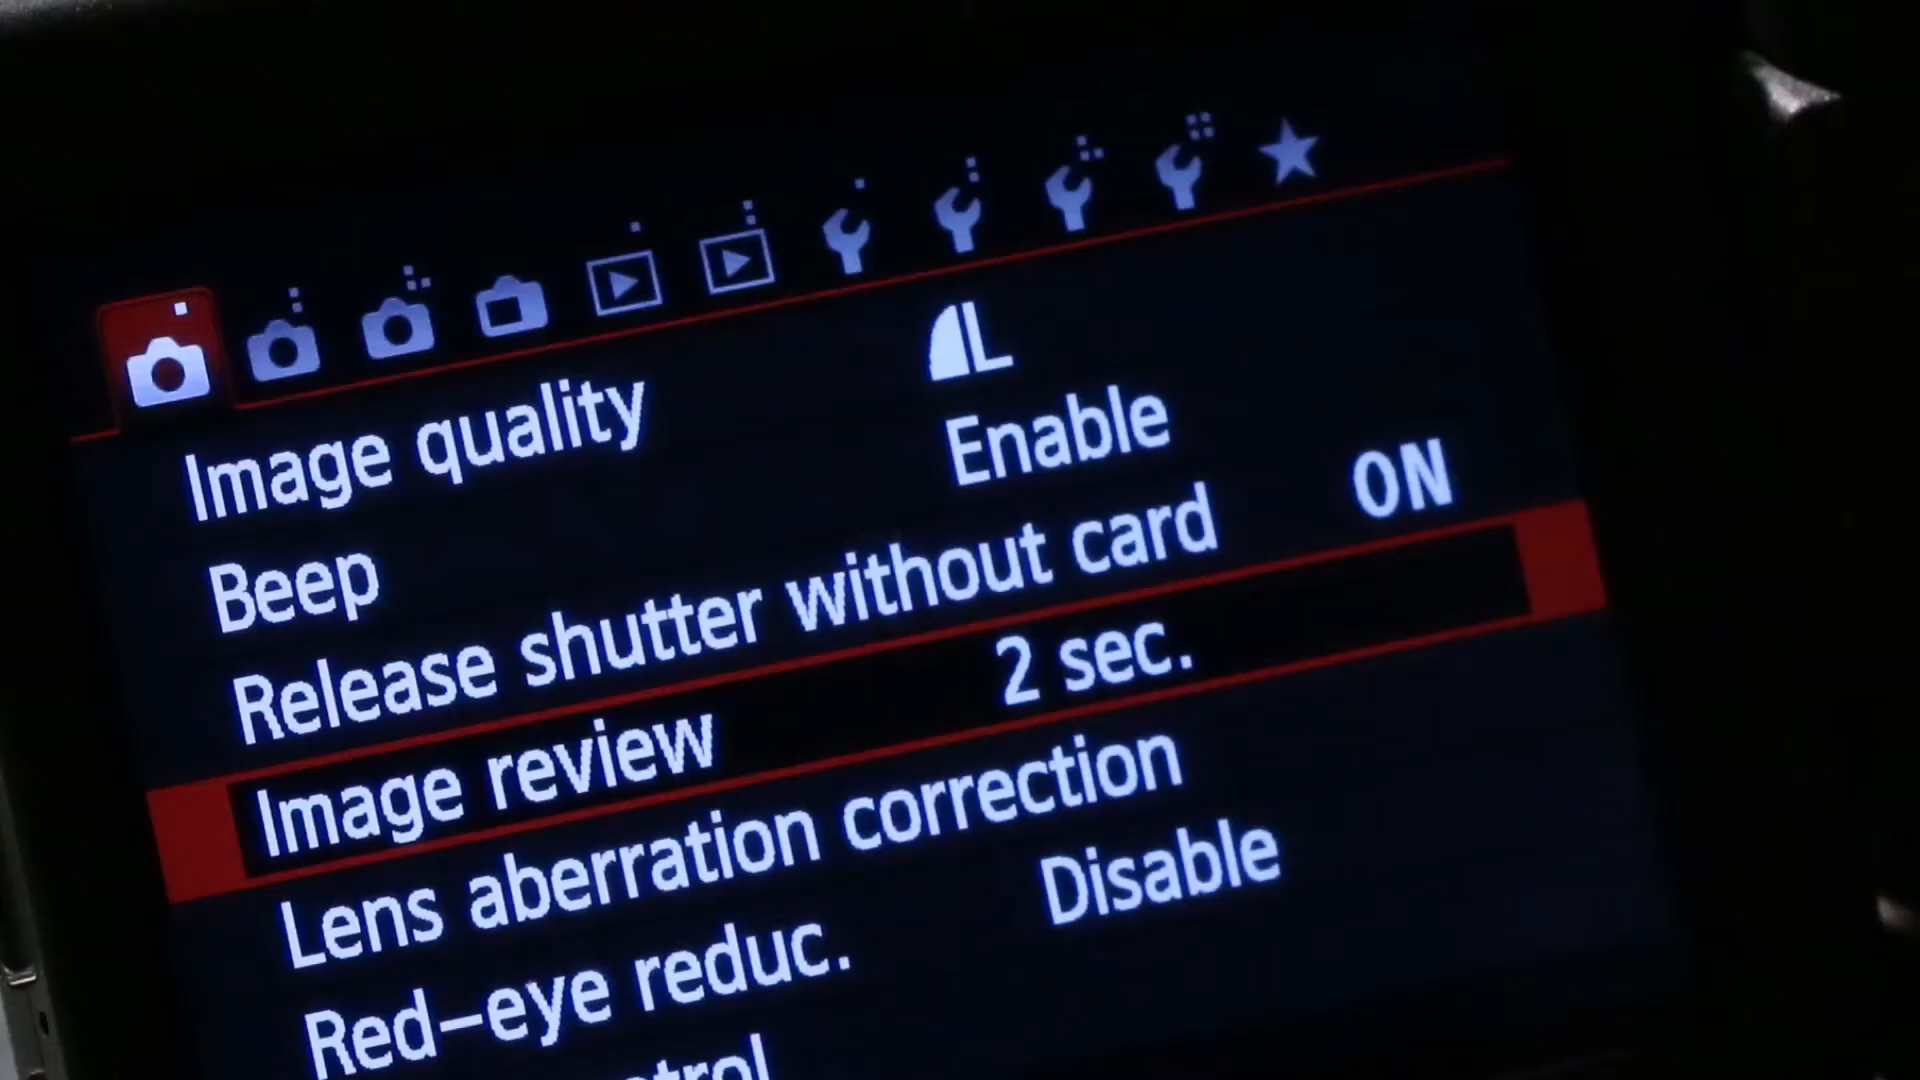 Image quality L
Beep Enable
Release shutter without card ON
Image review 2 sec.
Lens aberration correction
Red-eye reduc. Disable